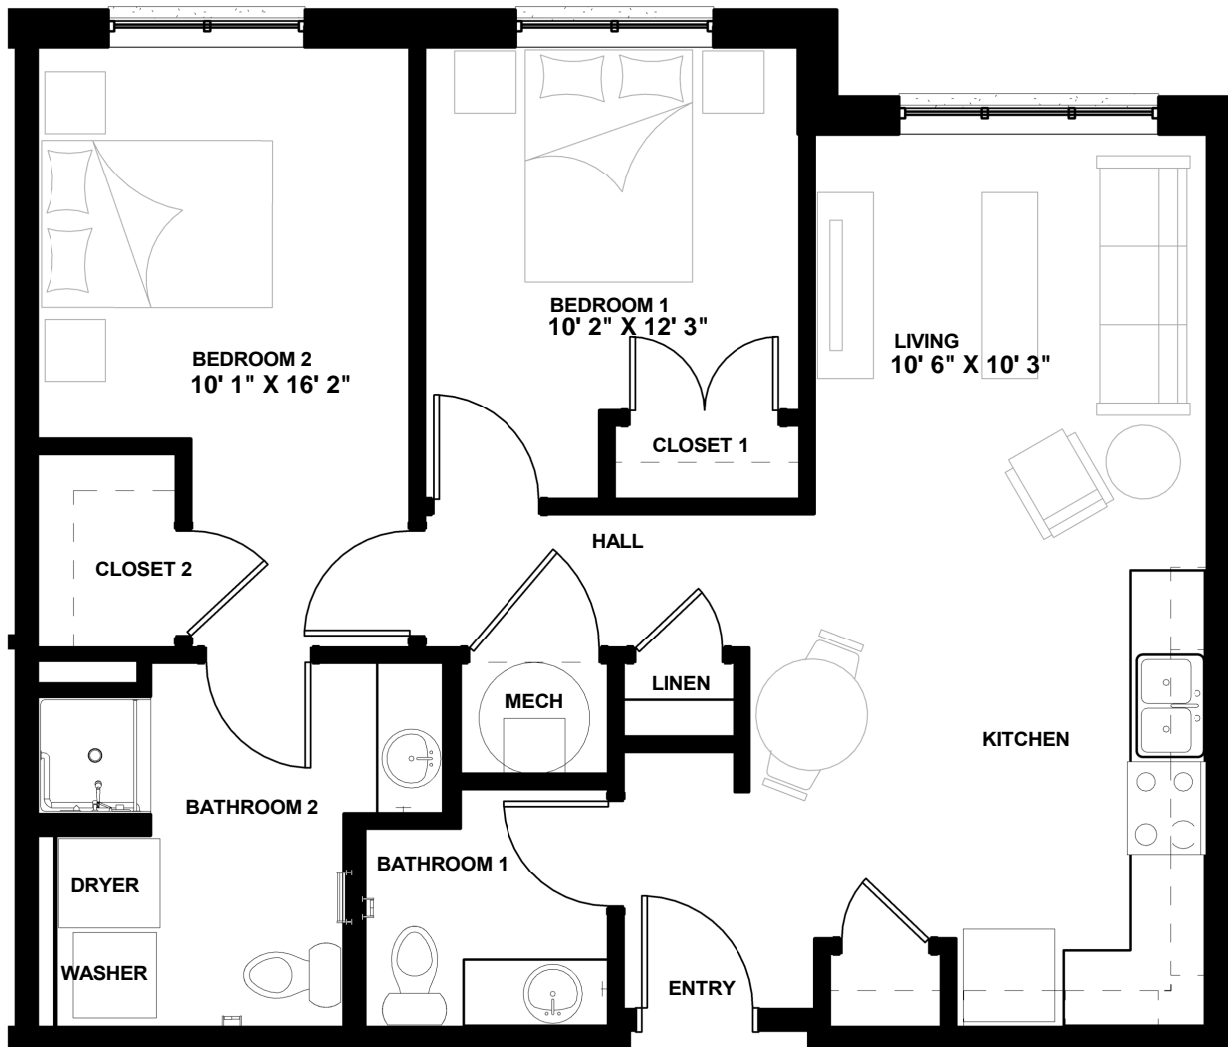 BEDROOM 1
10' 2" X 12' 3"
LIVING
10' 6" X 10' 3"
BEDROOM 2
10' 1" X 16' 2"
CLOSET 1
HALL
CLOSET 2
LINEN
MECH
KITCHEN
BATHROOM 2
BATHROOM 1
DRYER
WASHER
ENTRY